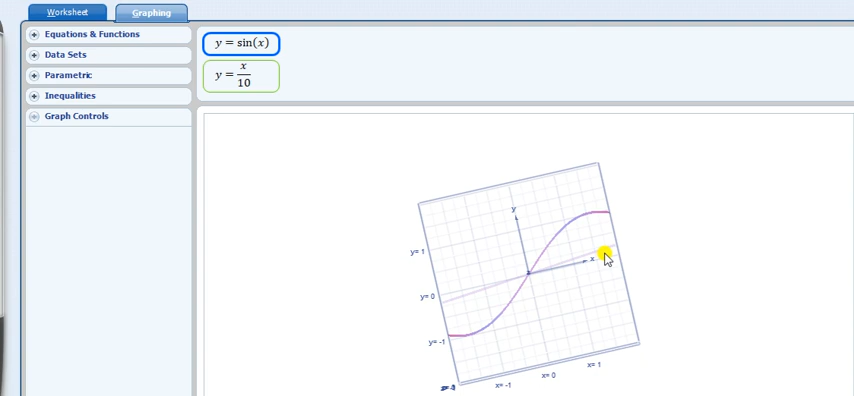 Worksheet
Graphing
Equations & Functions
Data Sets
Parametric
Inequalities
Graph Controls
y = sin(x)
y = x/10
y
x
y= 1
y= 0
y= -1
x= -1
x= 0
x= 1